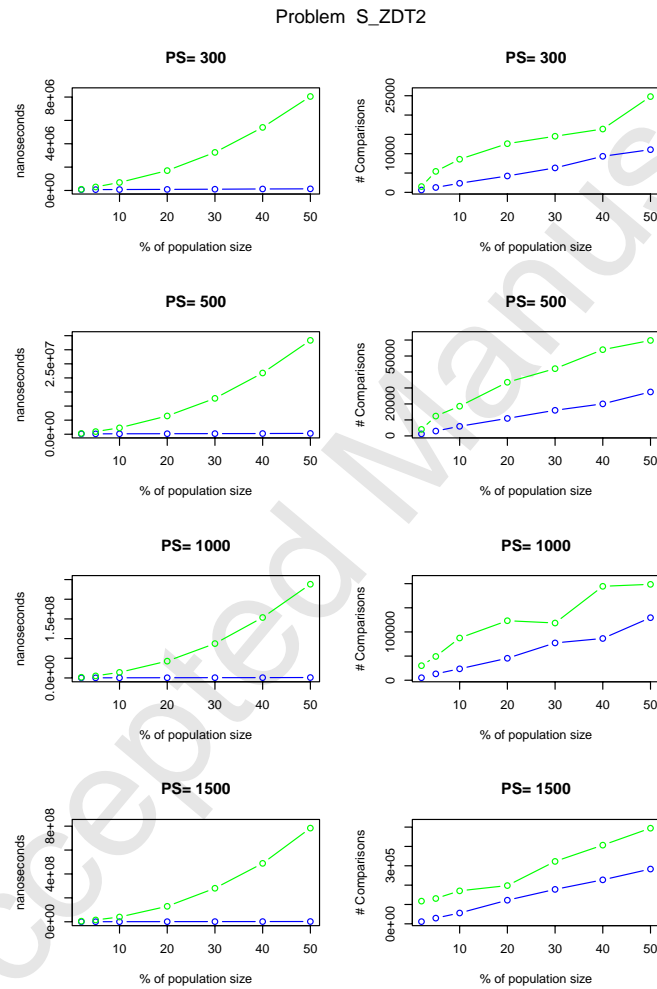 Problem S_ZDT2
PS= 300
nanoseconds
0e+00 4e+06 8e+06
10 20 30 40 50
% of population size
PS= 300
# Comparisons
0 10000 25000
10 20 30 40 50
% of population size
PS= 500
nanoseconds
0.0e+00 2.5e+07
10 20 30 40 50
% of population size
PS= 500
# Comparisons
0 20000 50000
10 20 30 40 50
% of population size
PS= 1000
nanoseconds
0.0e+00 1.5e+08
10 20 30 40 50
% of population size
PS= 1000
# Comparisons
0 100000
10 20 30 40 50
% of population size
PS= 1500
nanoseconds
0e+00 4e+08 8e+08
10 20 30 40 50
% of population size
PS= 1500
# Comparisons
0e+00 3e+05
10 20 30 40 50
% of population size
ccepted Manus